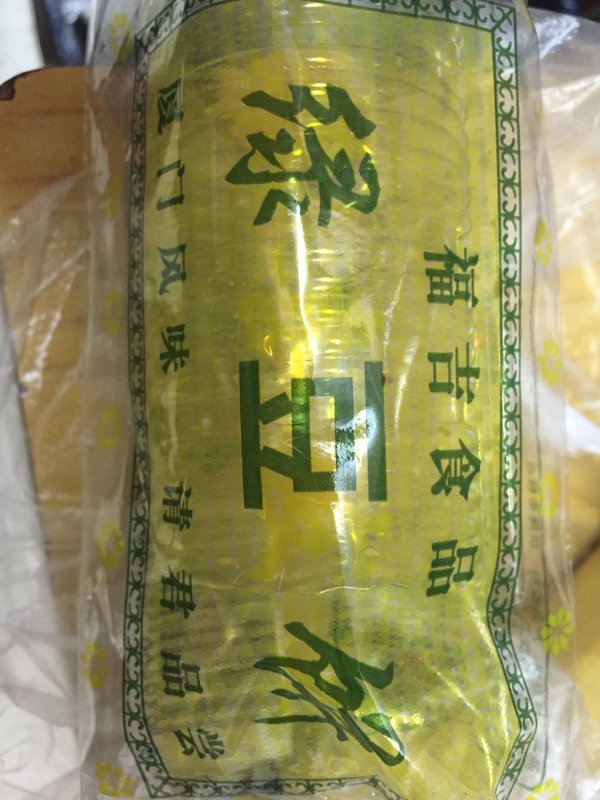 福吉食品
绿豆饼
厦门风味 请君品尝